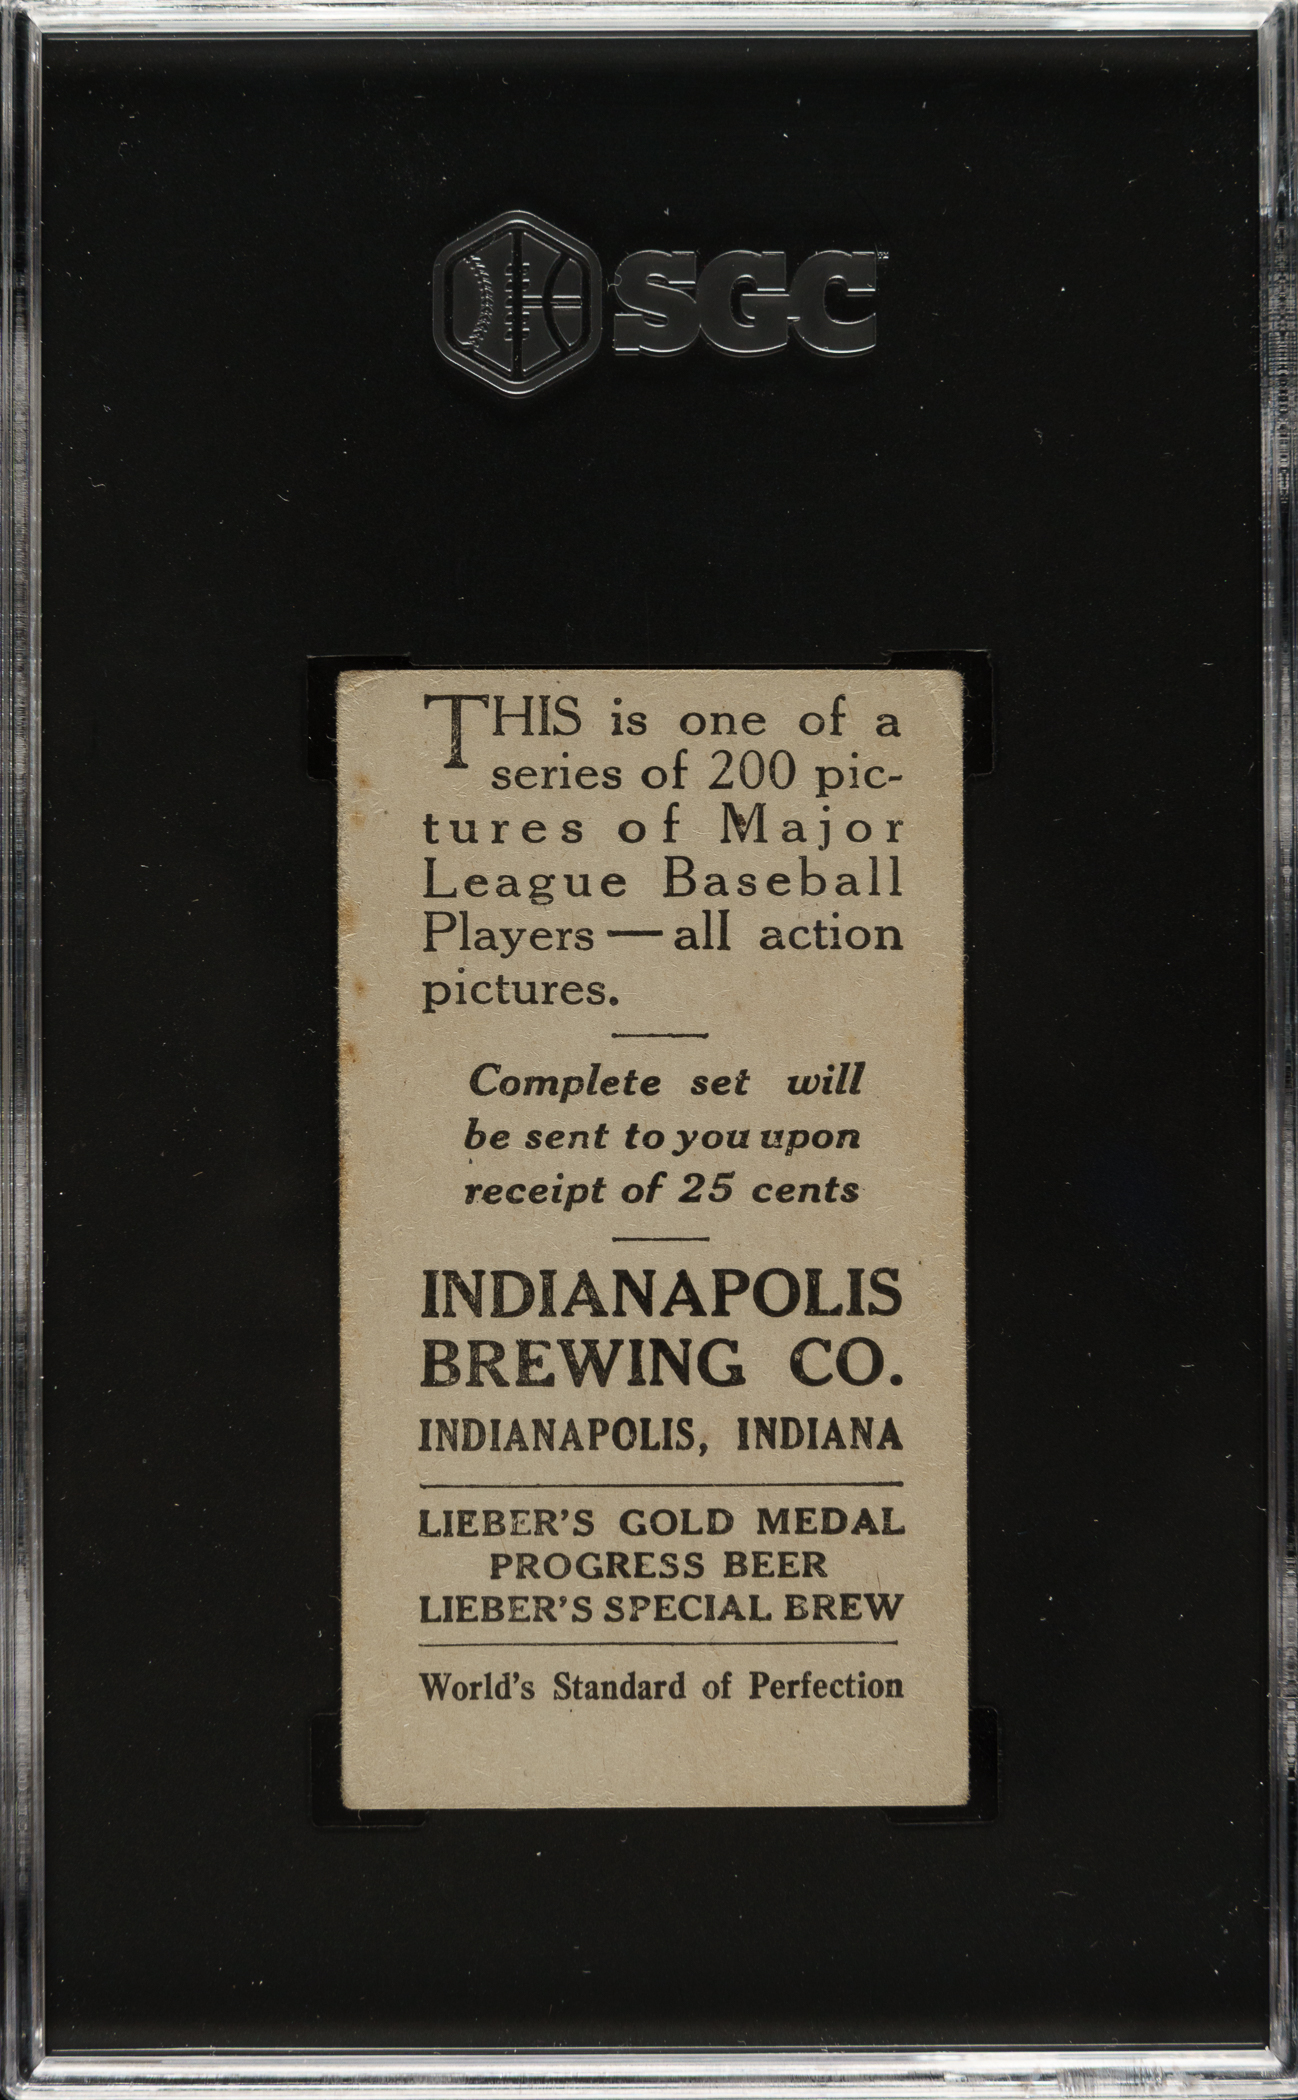 SGC
THIS is one of a
series of 200 pic-
tures of Major
League Baseball
Players — all action
pictures.
Complete set will
be sent to you upon
receipt of 25 cents
INDIANAPOLIS
BREWING CO.
INDIANAPOLIS, INDIANA
LIEBER'S GOLD MEDAL
PROGRESS BEER
LIEBER'S SPECIAL BREW
World's Standard of Perfection